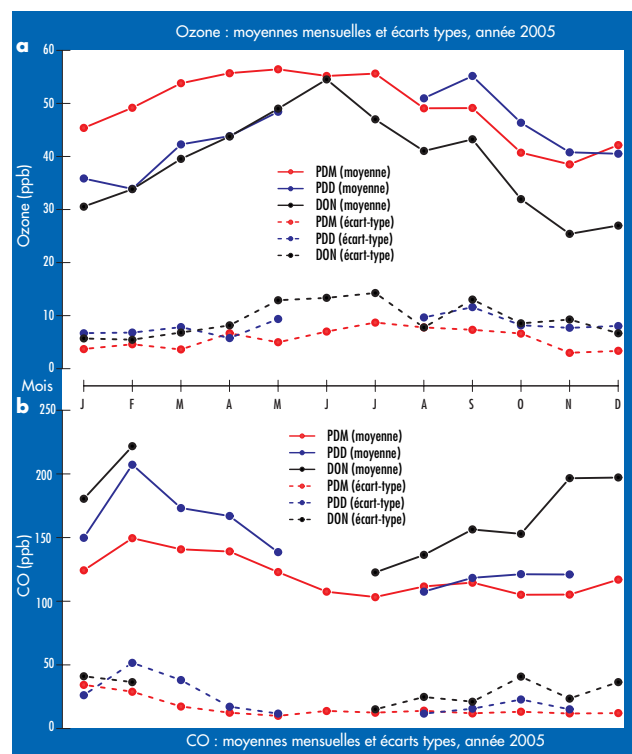 Ozone : moyennes mensuelles et écarts types, année 2005
a
60
50
40
30
20
10
0
Ozone (ppb)
PDM (moyenne)
PDD (moyenne)
DON (moyenne)
PDM (écart-type)
PDD (écart-type)
DON (écart-type)
Mois J F M A M J J A S O N D
b
250
200
150
100
50
0
CO (ppb)
PDM (moyenne)
PDD (moyenne)
DON (moyenne)
PDM (écart-type)
PDD (écart-type)
DON (écart-type)
CO : moyennes mensuelles et écarts types, année 2005